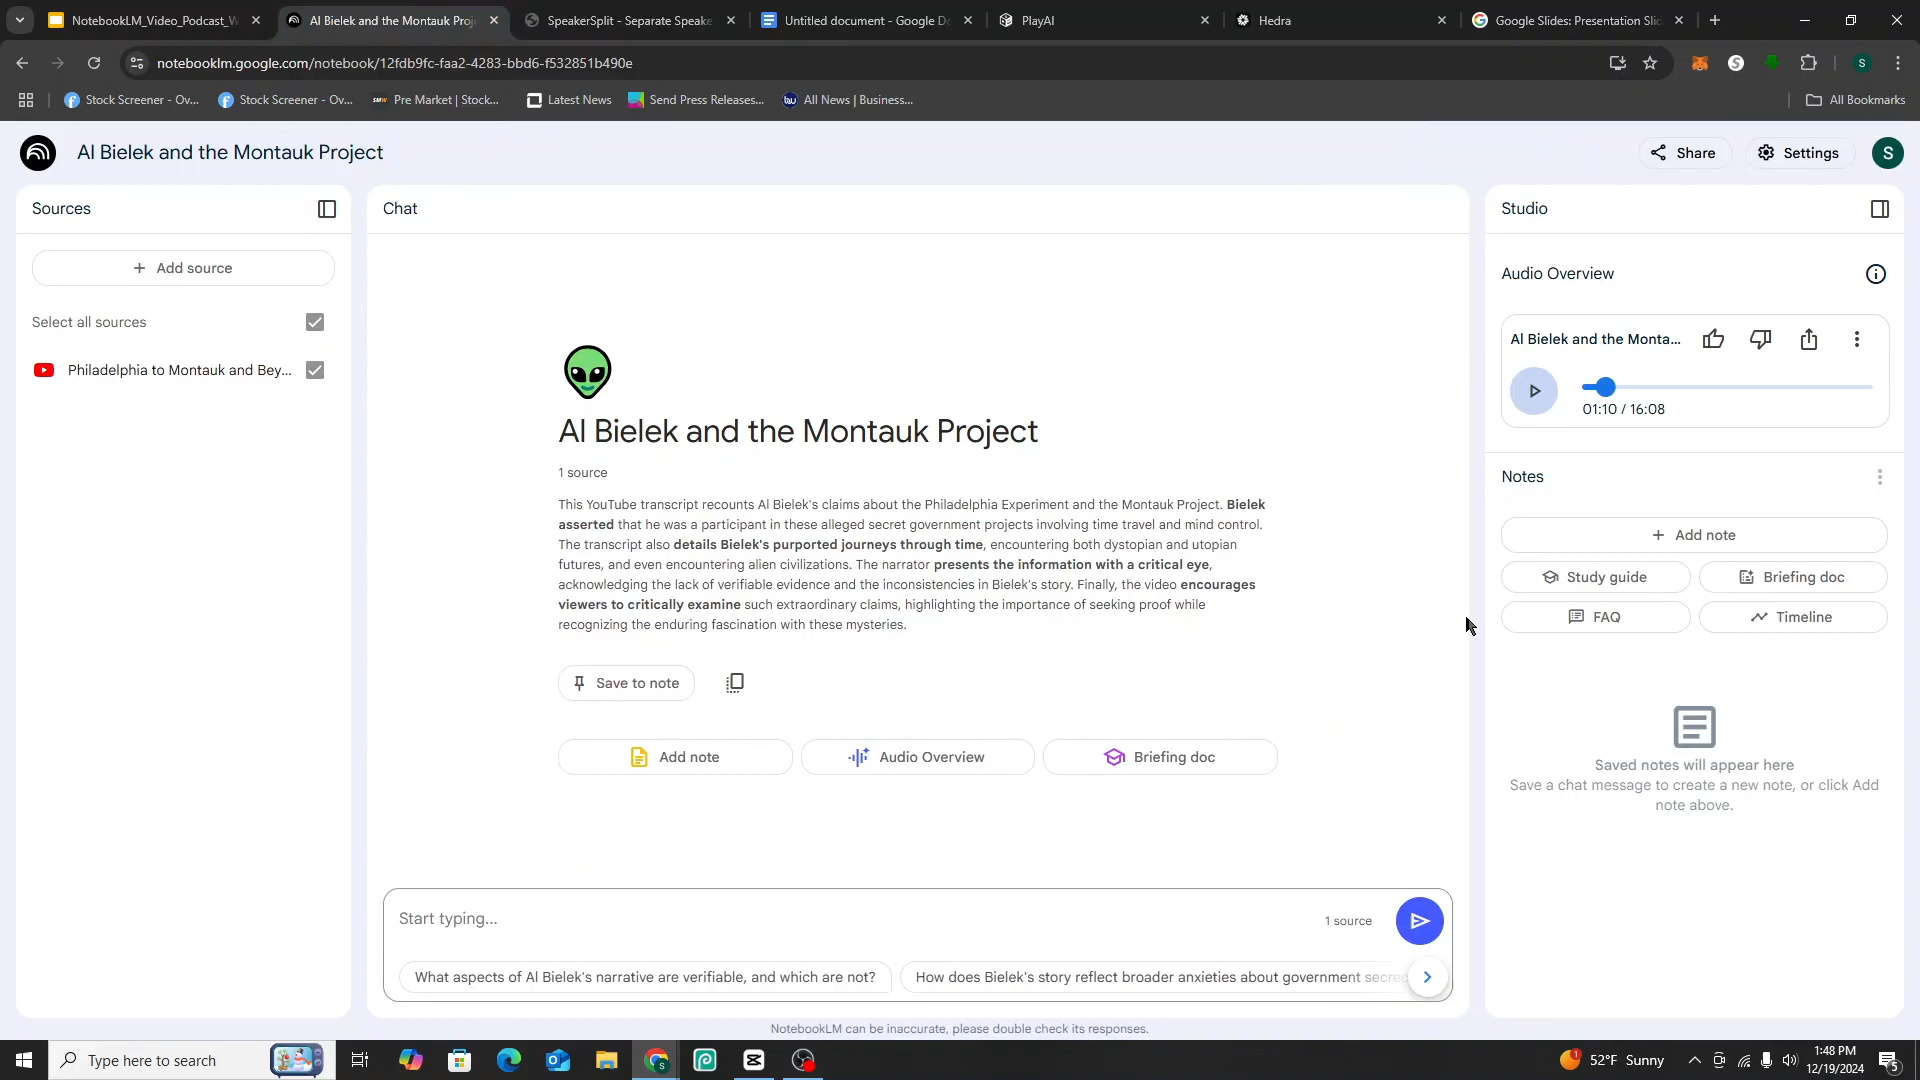 NotebookLM_Video_Podcast_W
Al Bielek and the Montauk Proj
SpeakerSplit - Separate Speake
Untitled document - Google Do
PlayAI
Hedra
Google Slides: Presentation Slid
notebooklm.google.com/notebook/12fdb9fc-faa2-4283-bbd6-f532851b490e
S
S
Stock Screener - Ov...
Stock Screener - Ov...
SMW
Pre Market | Stock...
Latest News
Send Press Releases...
All News | Business...
All Bookmarks
Al Bielek and the Montauk Project
Share
Settings
S
Sources
Chat
Studio
+ Add source
Select all sources
Philadelphia to Montauk and Bey...
Al Bielek and the Montauk Project
1 source
This YouTube transcript recounts Al Bielek's claims about the Philadelphia Experiment and the Montauk Project. Bielek
asserted that he was a participant in these alleged secret government projects involving time travel and mind control.
The transcript also details Bielek's purported journeys through time, encountering both dystopian and utopian
futures, and even encountering alien civilizations. The narrator presents the information with a critical eye,
acknowledging the lack of verifiable evidence and the inconsistencies in Bielek's story. Finally, the video encourages
viewers to critically examine such extraordinary claims, highlighting the importance of seeking proof while
recognizing the enduring fascination with these mysteries.
Save to note
Add note
Audio Overview
Briefing doc
Start typing...
1 source
What aspects of Al Bielek's narrative are verifiable, and which are not?
How does Bielek's story reflect broader anxieties about government secrec
NotebookLM can be inaccurate, please double check its responses.
Audio Overview
Al Bielek and the Monta...
01:10 / 16:08
Notes
+ Add note
Study guide
Briefing doc
FAQ
Timeline
Saved notes will appear here
Save a chat message to create a new note, or click Add
note above.
Type here to search
1
52°F Sunny
1:48 PM
12/19/2024
5